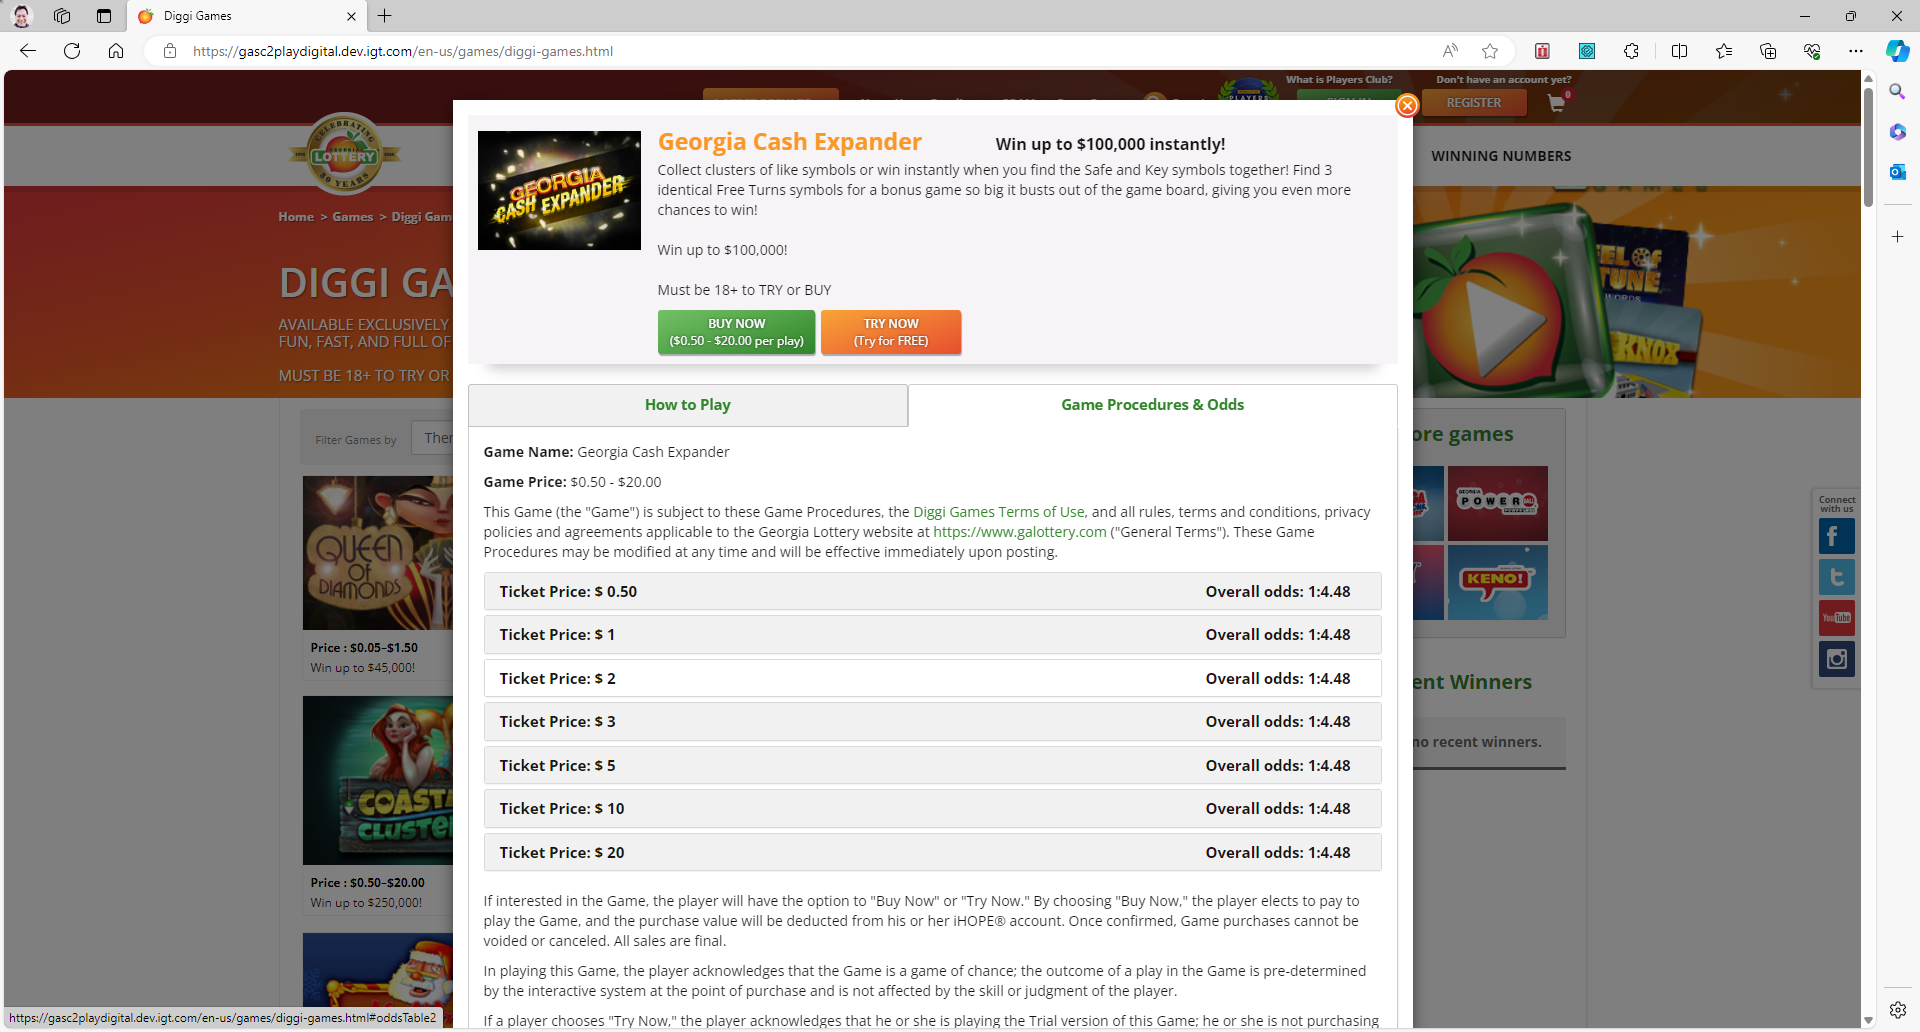 Diggi Games
https://gasc2playdigital.dev.igt.com/en-us/games/diggi-games.html
What is Players Club?
Don't have an account yet?
PLAYERS
REGISTER
0
CELEBRATING
GEORGIA
LOTTERY
30 YEARS
WINNING NUMBERS
Home > Games > Diggi Gam
DIGGI GA
AVAILABLE EXCLUSIVELY
FUN, FAST, AND FULL OF
MUST BE 18+ TO TRY OR
GEORGIA
CASH EXPANDER
Georgia Cash Expander
Win up to $100,000 instantly!
Collect clusters of like symbols or win instantly when you find the Safe and Key symbols together! Find 3
identical Free Turns symbols for a bonus game so big it busts out of the game board, giving you even more
chances to win!
Win up to $100,000!
Must be 18+ to TRY or BUY
BUY NOW
($0.50 - $20.00 per play)
TRY NOW
(Try for FREE)
GAMES
EEL OF
TUNE
WORDS
KNOX
How to Play
Game Procedures & Odds
Filter Games by
Ther
Game Name: Georgia Cash Expander
Game Price: $0.50 - $20.00
This Game (the "Game") is subject to these Game Procedures, the Diggi Games Terms of Use, and all rules, terms and conditions, privacy
policies and agreements applicable to the Georgia Lottery website at https://www.galottery.com ("General Terms"). These Game
Procedures may be modified at any time and will be effective immediately upon posting.
Ticket Price: $ 0.50 Overall odds: 1:4.48
Ticket Price: $ 1 Overall odds: 1:4.48
Ticket Price: $ 2 Overall odds: 1:4.48
Ticket Price: $ 3 Overall odds: 1:4.48
Ticket Price: $ 5 Overall odds: 1:4.48
Ticket Price: $ 10 Overall odds: 1:4.48
Ticket Price: $ 20 Overall odds: 1:4.48
If interested in the Game, the player will have the option to "Buy Now" or "Try Now." By choosing "Buy Now," the player elects to pay to
play the Game, and the purchase value will be deducted from his or her iHOPE® account. Once confirmed, Game purchases cannot be
voided or canceled. All sales are final.
In playing this Game, the player acknowledges that the Game is a game of chance; the outcome of a play in the Game is pre-determined
by the interactive system at the point of purchase and is not affected by the skill or judgment of the player.
If a player chooses "Try Now," the player acknowledges that he or she is playing the Trial version of this Game; he or she is not purchasing
QUEEN
OF
DIAMONDS
Price : $0.05–$1.50
Win up to $45,000!
COASTA
CLUSTE
Price : $0.50–$20.00
Win up to $250,000!
ore games
GEORGIA
POWERBALL
KENO!
Connect
with us
f
t
YouTube
ent Winners
no recent winners.
https://gasc2playdigital.dev.igt.com/en-us/games/diggi-games.html#oddsTable2